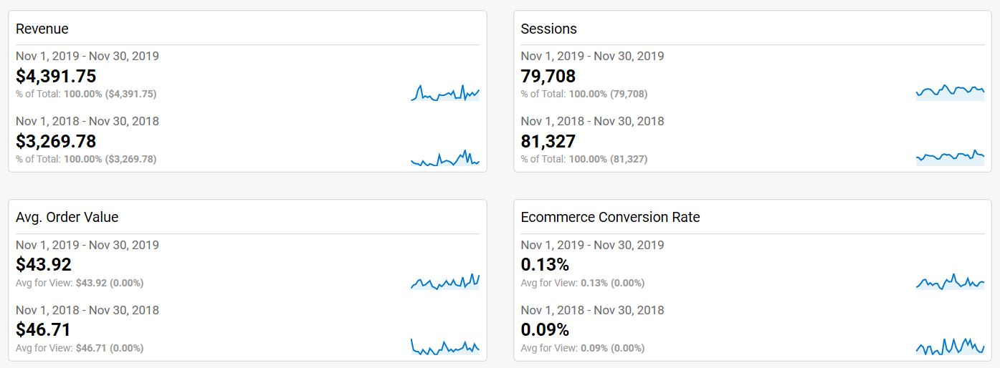 Revenue
Nov 1, 2019 - Nov 30, 2019
$4,391.75
% of Total: 100.00% ($4,391.75)
Nov 1, 2018 - Nov 30, 2018
$3,269.78
% of Total: 100.00% ($3,269.78)
Sessions
Nov 1, 2019 - Nov 30, 2019
79,708
% of Total: 100.00% (79,708)
Nov 1, 2018 - Nov 30, 2018
81,327
% of Total: 100.00% (81,327)
Avg. Order Value
Nov 1, 2019 - Nov 30, 2019
$43.92
Avg for View: $43.92 (0.00%)
Nov 1, 2018 - Nov 30, 2018
$46.71
Avg for View: $46.71 (0.00%)
Ecommerce Conversion Rate
Nov 1, 2019 - Nov 30, 2019
0.13%
Avg for View: 0.13% (0.00%)
Nov 1, 2018 - Nov 30, 2018
0.09%
Avg for View: 0.09% (0.00%)